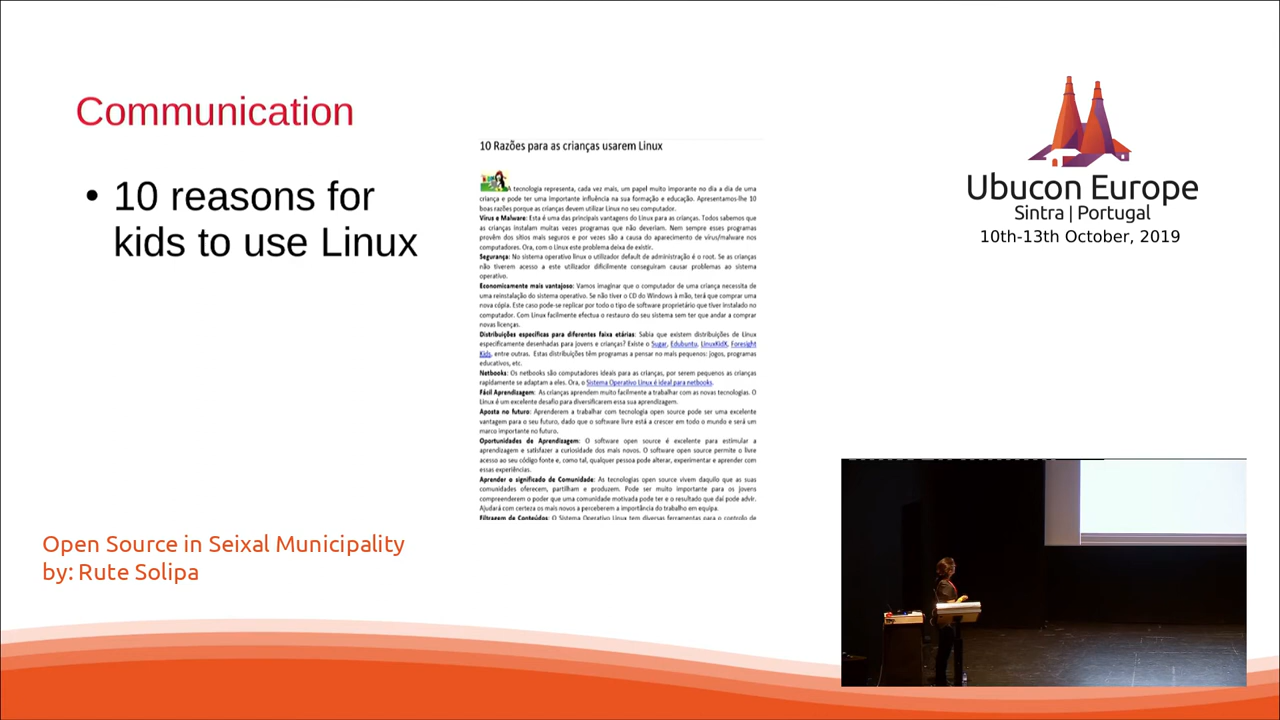 Communication
• 10 reasons for
kids to use Linux
10 Razões para as crianças usarem Linux
A tecnologia representa, cada vez mais, um papel muito imporante no dia a dia de uma
criança e pode ter uma importante influência na sua formação e educação. Apresentamos-lhe 10
boas razões porque as crianças devem utilizar Linux no seu computador.
Vírus e Malware: Esta é uma das principais vantagens do Linux para as crianças. Todos sabemos que
as crianças instalam muitas vezes programas que não deveriam. Nem sempre esses programas
provêm dos sítios mais seguros e por vezes são a causa do aparecimento de vírus/malware nos
computadores. Ora, com o Linux este problema deixa de existir.
Segurança: No sistema operativo linux o utilizador default de administração é o root. Se as crianças
não tiverem acesso a este utilizador dificilmente conseguiram causar problemas ao sistema
operativo.
Economicamente mais vantajoso: Vamos imaginar que o computador de uma criança necessita de
uma reinstalação do sistema operativo. Se não tiver o CD do Windows à mão, terá que comprar uma
nova cópia. Este caso pode-se replicar por todo o tipo de software proprietário que tiver instalado no
computador. Com Linux facilmente efectua o restauro do seu sistema sem ter que andar a comprar
novas licenças.
Distribuições específicas para diferentes faixa etárias: Sabia que existem distribuições de Linux
especificamente desenhadas para jovens e crianças? Existe o Sugar, Edubuntu, LinuxKidX, Foresight
Kids, entre outras. Estas distribuições têm programas a pensar no mais pequenos: jogos, programas
educativos, etc.
Netbooks: Os netbooks são computadores ideais para as crianças, por serem pequenos as crianças
rapidamente se adaptam a eles. Ora, o Sistema Operativo Linux é ideal para netbooks.
Fácil Aprendizagem: As crianças aprendem muito facilmente a trabalhar com as novas tecnologias. O
Linux é um excelente desafio para diversificarem essa sua aprendizagem.
Aposta no futuro: Aprenderem a trabalhar com tecnologia open source pode ser uma excelente
vantagem para o seu futuro, dado que o software livre está a crescer em todo o mundo e será um
marco importante no futuro.
Oportunidades de Aprendizagem: O software open source é excelente para estimular a
aprendizagem e satisfazer a curiosidade dos mais novos. O software open source permite o livre
acesso ao seu código fonte e, como tal, qualquer pessoa pode alterar, experimentar e aprender com
essas experiências.
Aprender o significado de Comunidade: As tecnologias open source vivem daquilo que as suas
comunidades oferecem, partilham e produzem. Pode ser muito importante para os jovens
compreenderem o poder que uma comunidade motivada pode ter e o resultado que daí pode advir.
Ajudará com certeza os mais novos a perceberem a importância do trabalho em equipa.
Filtragem de Conteúdos: O Sistema Operativo Linux tem diversas ferramentas para o controlo de
Ubucon Europe
Sintra | Portugal
10th-13th October, 2019
Open Source in Seixal Municipality
by: Rute Solipa